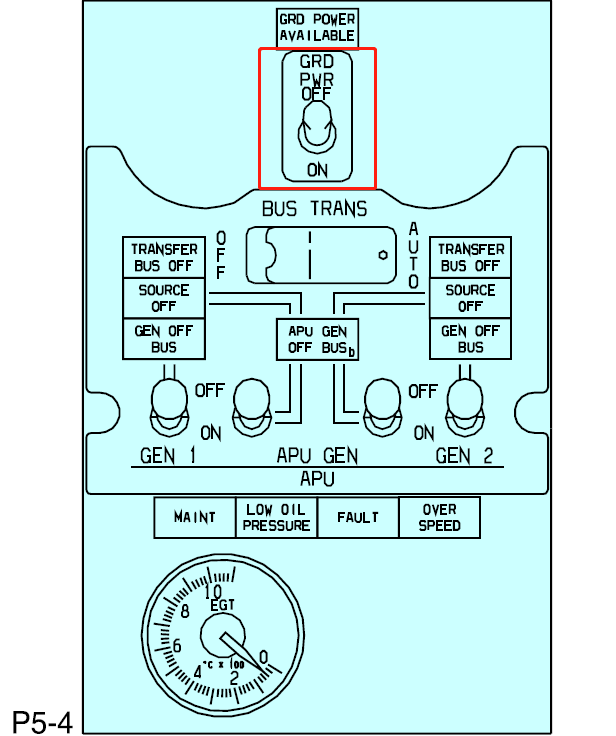 GRD POWER
AVAILABLE
GRD
PWR
OFF
ON
BUS TRANS
OFF
AUTO
TRANSFER
BUS OFF
SOURCE
OFF
GEN OFF
BUS
APU GEN
OFF BUS b
TRANSFER
BUS OFF
SOURCE
OFF
GEN OFF
BUS
OFF
ON
OFF
ON
GEN 1
APU GEN
GEN 2
APU
MAINT
LOW OIL
PRESSURE
FAULT
OVER
SPEED
10
8
EGT
6
°C x 100
4
2
0
P5-4